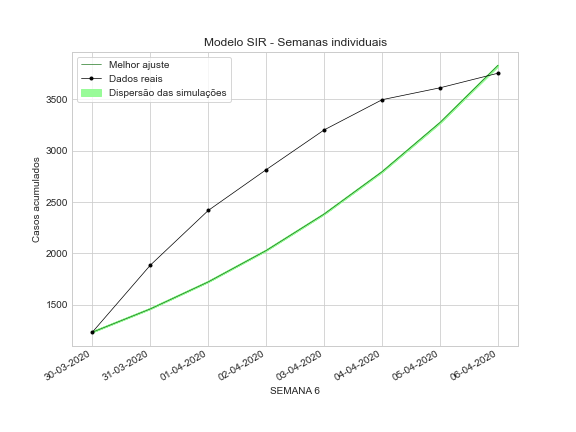 Modelo SIR - Semanas individuais
Melhor ajuste
Dados reais
Dispersão das simulações
Casos acumulados
3500
3000
2500
2000
1500
30-03-2020
31-03-2020
01-04-2020
02-04-2020
03-04-2020
04-04-2020
05-04-2020
06-04-2020
SEMANA 6